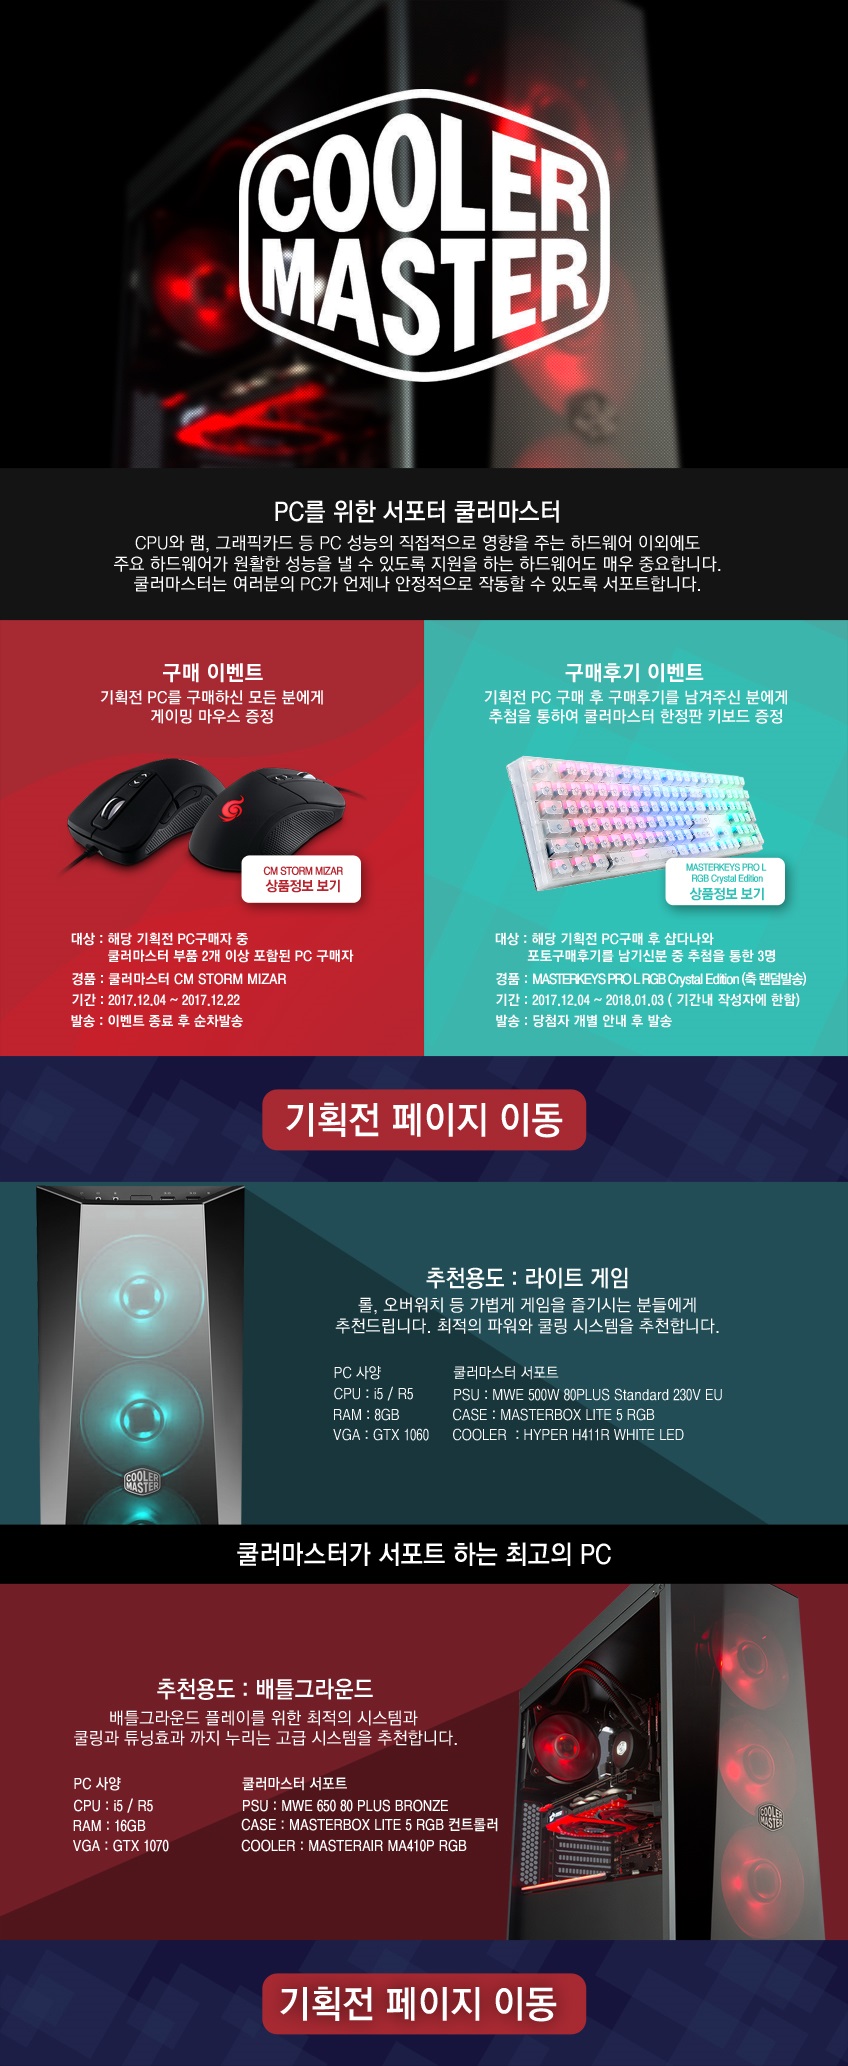 COOLER
MASTER
PC를 위한 서포터 쿨러마스터
CPU와 램, 그래픽카드 등 PC 성능의 직접적으로 영향을 주는 하드웨어 이외에도
주요 하드웨어가 원활한 성능을 낼 수 있도록 지원을 하는 하드웨어도 매우 중요합니다.
쿨러마스터는 여러분의 PC가 언제나 안정적으로 작동할 수 있도록 서포트합니다.
구매 이벤트
기획전 PC를 구매하신 모든 분에게
게이밍 마우스 증정
CM STORM MIZAR
상품정보 보기
대상 : 해당 기획전 PC구매자 중
쿨러마스터 부품 2개 이상 포함된 PC 구매자
경품 : 쿨러마스터 CM STORM MIZAR
기간 : 2017.12.04 ~ 2017.12.22
발송 : 이벤트 종료 후 순차발송
구매후기 이벤트
기획전 PC 구매 후 구매후기를 남겨주신 분에게
추첨을 통하여 쿨러마스터 한정판 키보드 증정
MASTERKEYS PRO L
RGB Crystal Edition
상품정보 보기
대상 : 해당 기획전 PC구매 후 샵다나와
포토구매후기를 남기신분 중 추첨을 통한 3명
경품 : MASTERKEYS PRO L RGB Crystal Edition (축 랜덤발송)
기간 : 2017.12.04 ~ 2018.01.03 ( 기간내 작성자에 한함)
발송 : 당첨자 개별 안내 후 발송
기획전 페이지 이동
COOLER
MASTER
추천용도 : 라이트 게임
롤, 오버워치 등 가볍게 게임을 즐기시는 분들에게
추천드립니다. 최적의 파워와 쿨링 시스템을 추천합니다.
PC 사양
CPU : i5 / R5
RAM : 8GB
VGA : GTX 1060
쿨러마스터 서포트
PSU : MWE 500W 80PLUS Standard 230V EU
CASE : MASTERBOX LITE 5 RGB
COOLER : HYPER H411R WHITE LED
쿨러마스터가 서포트 하는 최고의 PC
추천용도 : 배틀그라운드
배틀그라운드 플레이를 위한 최적의 시스템과
쿨링과 튜닝효과 까지 누리는 고급 시스템을 추천합니다.
PC 사양
CPU : i5 / R5
RAM : 16GB
VGA : GTX 1070
쿨러마스터 서포트
PSU : MWE 650 80 PLUS BRONZE
CASE : MASTERBOX LITE 5 RGB 컨트롤러
COOLER : MASTERAIR MA410P RGB
COOLER
MASTER
기획전 페이지 이동